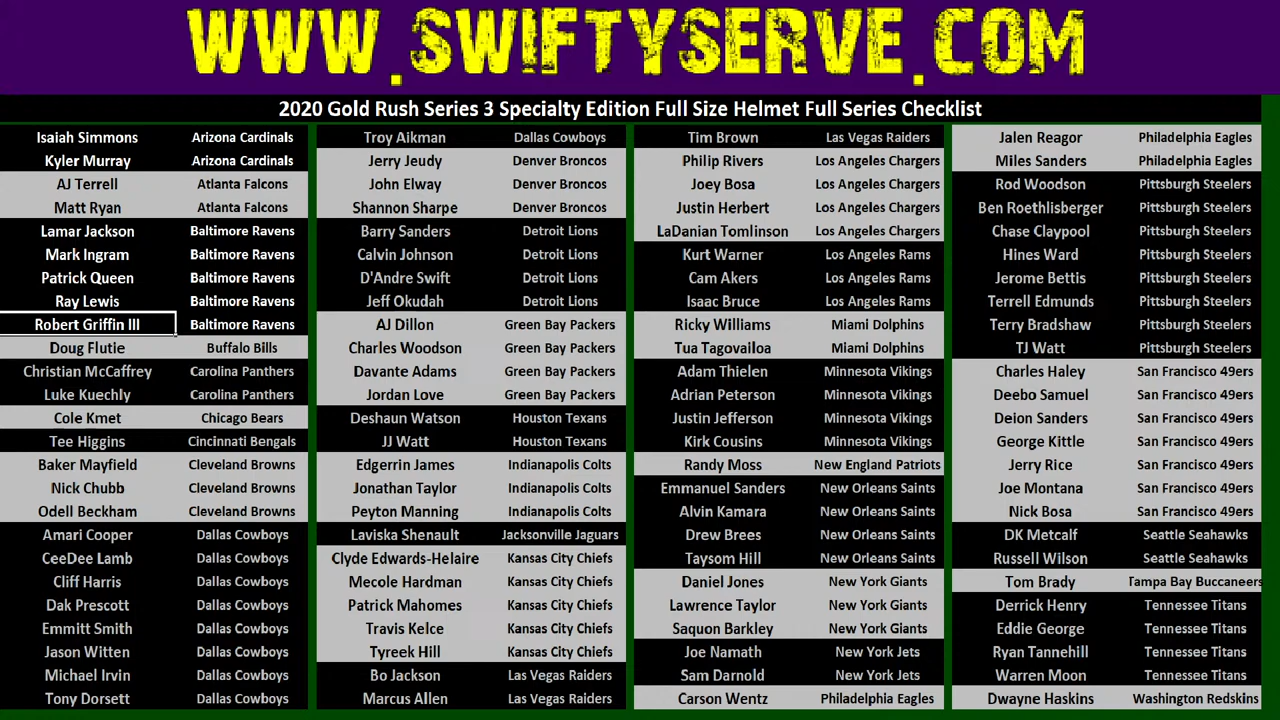 WWW.SWIFTYSERVE.COM
2020 Gold Rush Series 3 Specialty Edition Full Size Helmet Full Series Checklist
Isaiah Simmons Arizona Cardinals
Kyler Murray Arizona Cardinals
AJ Terrell Atlanta Falcons
Matt Ryan Atlanta Falcons
Lamar Jackson Baltimore Ravens
Mark Ingram Baltimore Ravens
Patrick Queen Baltimore Ravens
Ray Lewis Baltimore Ravens
Robert Griffin III Baltimore Ravens
Doug Flutie Buffalo Bills
Christian McCaffrey Carolina Panthers
Luke Kuechly Carolina Panthers
Cole Kmet Chicago Bears
Tee Higgins Cincinnati Bengals
Baker Mayfield Cleveland Browns
Nick Chubb Cleveland Browns
Odell Beckham Cleveland Browns
Amari Cooper Dallas Cowboys
CeeDee Lamb Dallas Cowboys
Cliff Harris Dallas Cowboys
Dak Prescott Dallas Cowboys
Emmitt Smith Dallas Cowboys
Jason Witten Dallas Cowboys
Michael Irvin Dallas Cowboys
Tony Dorsett Dallas Cowboys
Troy Aikman Dallas Cowboys
Jerry Jeudy Denver Broncos
John Elway Denver Broncos
Shannon Sharpe Denver Broncos
Barry Sanders Detroit Lions
Calvin Johnson Detroit Lions
D'Andre Swift Detroit Lions
Jeff Okudah Detroit Lions
AJ Dillon Green Bay Packers
Charles Woodson Green Bay Packers
Davante Adams Green Bay Packers
Jordan Love Green Bay Packers
Deshaun Watson Houston Texans
JJ Watt Houston Texans
Edgerrin James Indianapolis Colts
Jonathan Taylor Indianapolis Colts
Peyton Manning Indianapolis Colts
Laviska Shenault Jacksonville Jaguars
Clyde Edwards-Helaire Kansas City Chiefs
Mecole Hardman Kansas City Chiefs
Patrick Mahomes Kansas City Chiefs
Travis Kelce Kansas City Chiefs
Tyreek Hill Kansas City Chiefs
Bo Jackson Las Vegas Raiders
Marcus Allen Las Vegas Raiders
Tim Brown Las Vegas Raiders
Philip Rivers Los Angeles Chargers
Joey Bosa Los Angeles Chargers
Justin Herbert Los Angeles Chargers
LaDanian Tomlinson Los Angeles Chargers
Kurt Warner Los Angeles Rams
Cam Akers Los Angeles Rams
Isaac Bruce Los Angeles Rams
Ricky Williams Miami Dolphins
Tua Tagovailoa Miami Dolphins
Adam Thielen Minnesota Vikings
Adrian Peterson Minnesota Vikings
Justin Jefferson Minnesota Vikings
Kirk Cousins Minnesota Vikings
Randy Moss New England Patriots
Emmanuel Sanders New Orleans Saints
Alvin Kamara New Orleans Saints
Drew Brees New Orleans Saints
Taysom Hill New Orleans Saints
Daniel Jones New York Giants
Lawrence Taylor New York Giants
Saquon Barkley New York Giants
Joe Namath New York Jets
Sam Darnold New York Jets
Carson Wentz Philadelphia Eagles
Jalen Reagor Philadelphia Eagles
Miles Sanders Philadelphia Eagles
Rod Woodson Pittsburgh Steelers
Ben Roethlisberger Pittsburgh Steelers
Chase Claypool Pittsburgh Steelers
Hines Ward Pittsburgh Steelers
Jerome Bettis Pittsburgh Steelers
Terrell Edmunds Pittsburgh Steelers
Terry Bradshaw Pittsburgh Steelers
TJ Watt Pittsburgh Steelers
Charles Haley San Francisco 49ers
Deebo Samuel San Francisco 49ers
Deion Sanders San Francisco 49ers
George Kittle San Francisco 49ers
Jerry Rice San Francisco 49ers
Joe Montana San Francisco 49ers
Nick Bosa San Francisco 49ers
DK Metcalf Seattle Seahawks
Russell Wilson Seattle Seahawks
Tom Brady Tampa Bay Buccaneers
Derrick Henry Tennessee Titans
Eddie George Tennessee Titans
Ryan Tannehill Tennessee Titans
Warren Moon Tennessee Titans
Dwayne Haskins Washington Redskins